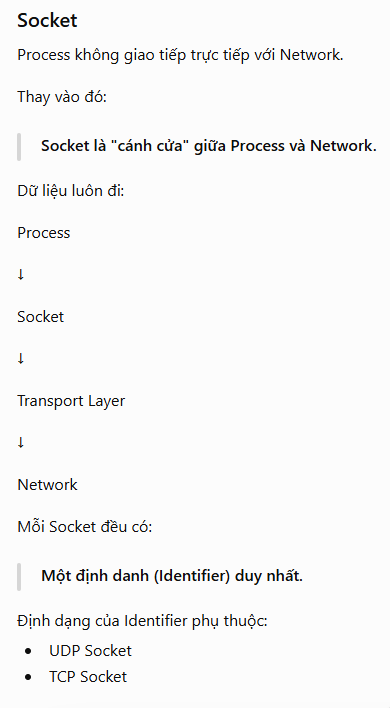 Socket
Process không giao tiếp trực tiếp với Network.
Thay vào đó:
Socket là "cánh cửa" giữa Process và Network.
Dữ liệu luôn đi:
Process
↓
Socket
↓
Transport Layer
↓
Network
Mỗi Socket đều có:
Một định danh (Identifier) duy nhất.
Định dạng của Identifier phụ thuộc:
• UDP Socket
• TCP Socket